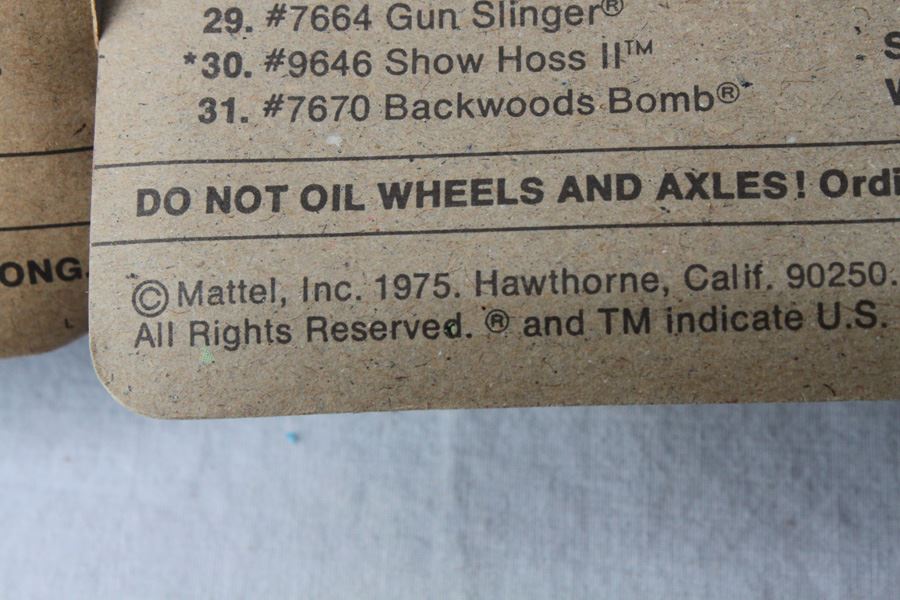 29. #7664 Gun Slinger®
*30. #9646 Show Hoss II™
31. #7670 Backwoods Bomb®
DO NOT OIL WHEELS AND AXLES! Ordi
ONG.
© Mattel, Inc. 1975. Hawthorne, Calif. 90250.
All Rights Reserved. ® and TM indicate U.S.